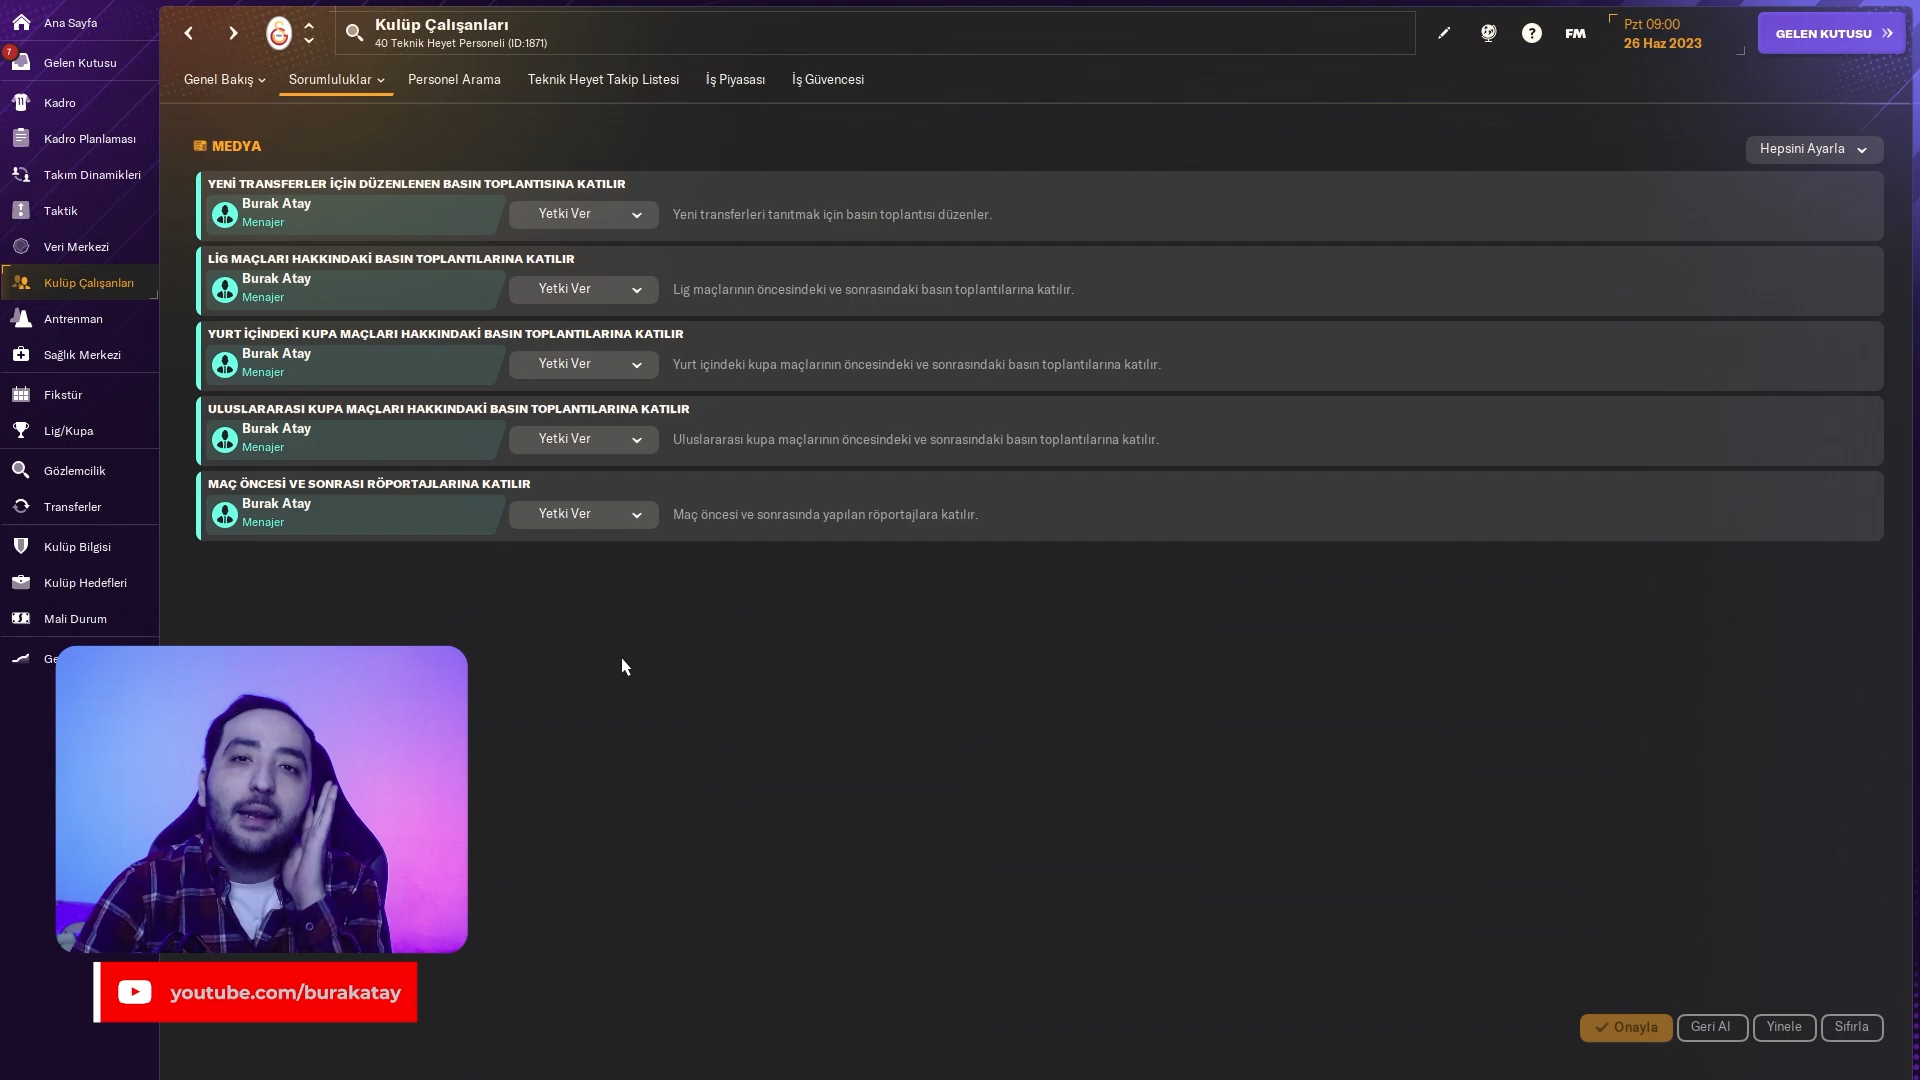 Ana Sayfa
7
Gelen Kutusu
11
Kadro
Kadro Planlaması
Takım Dinamikleri
Taktik
Veri Merkezi
Kulüp Çalışanları
Antrenman
Sağlık Merkezi
Fikstür
Lig/Kupa
Gözlemcilik
Transferler
Kulüp Bilgisi
Kulüp Hedefleri
Mali Durum
Ge
Kulüp Çalışanları
40 Teknik Heyet Personeli (ID:1871)
?
FM
Pzt 09:00
26 Haz 2023
GELEN KUTUSU
Genel Bakış
Sorumluluklar
Personel Arama
Teknik Heyet Takip Listesi
İş Piyasası
İş Güvencesi
MEDYA
Hepsini Ayarla
YENİ TRANSFERLER İÇİN DÜZENLENEN BASIN TOPLANTISINA KATILIR
Burak Atay
Menajer
Yetki Ver
Yeni transferleri tanıtmak için basın toplantısı düzenler.
LİG MAÇLARI HAKKINDAKİ BASIN TOPLANTILARINA KATILIR
Burak Atay
Menajer
Yetki Ver
Lig maçlarının öncesindeki ve sonrasındaki basın toplantılarına katılır.
YURT İÇİNDEKİ KUPA MAÇLARI HAKKINDAKİ BASIN TOPLANTILARINA KATILIR
Burak Atay
Menajer
Yetki Ver
Yurt içindeki kupa maçlarının öncesindeki ve sonrasındaki basın toplantılarına katılır.
ULUSLARARASI KUPA MAÇLARI HAKKINDAKİ BASIN TOPLANTILARINA KATILIR
Burak Atay
Menajer
Yetki Ver
Uluslararası kupa maçlarının öncesindeki ve sonrasındaki basın toplantılarına katılır.
MAÇ ÖNCESİ VE SONRASI RÖPORTAJLARINA KATILIR
Burak Atay
Menajer
Yetki Ver
Maç öncesi ve sonrasında yapılan röportajlara katılır.
youtube.com/burakatay
Onayla
Geri Al
Yinele
Sıfırla